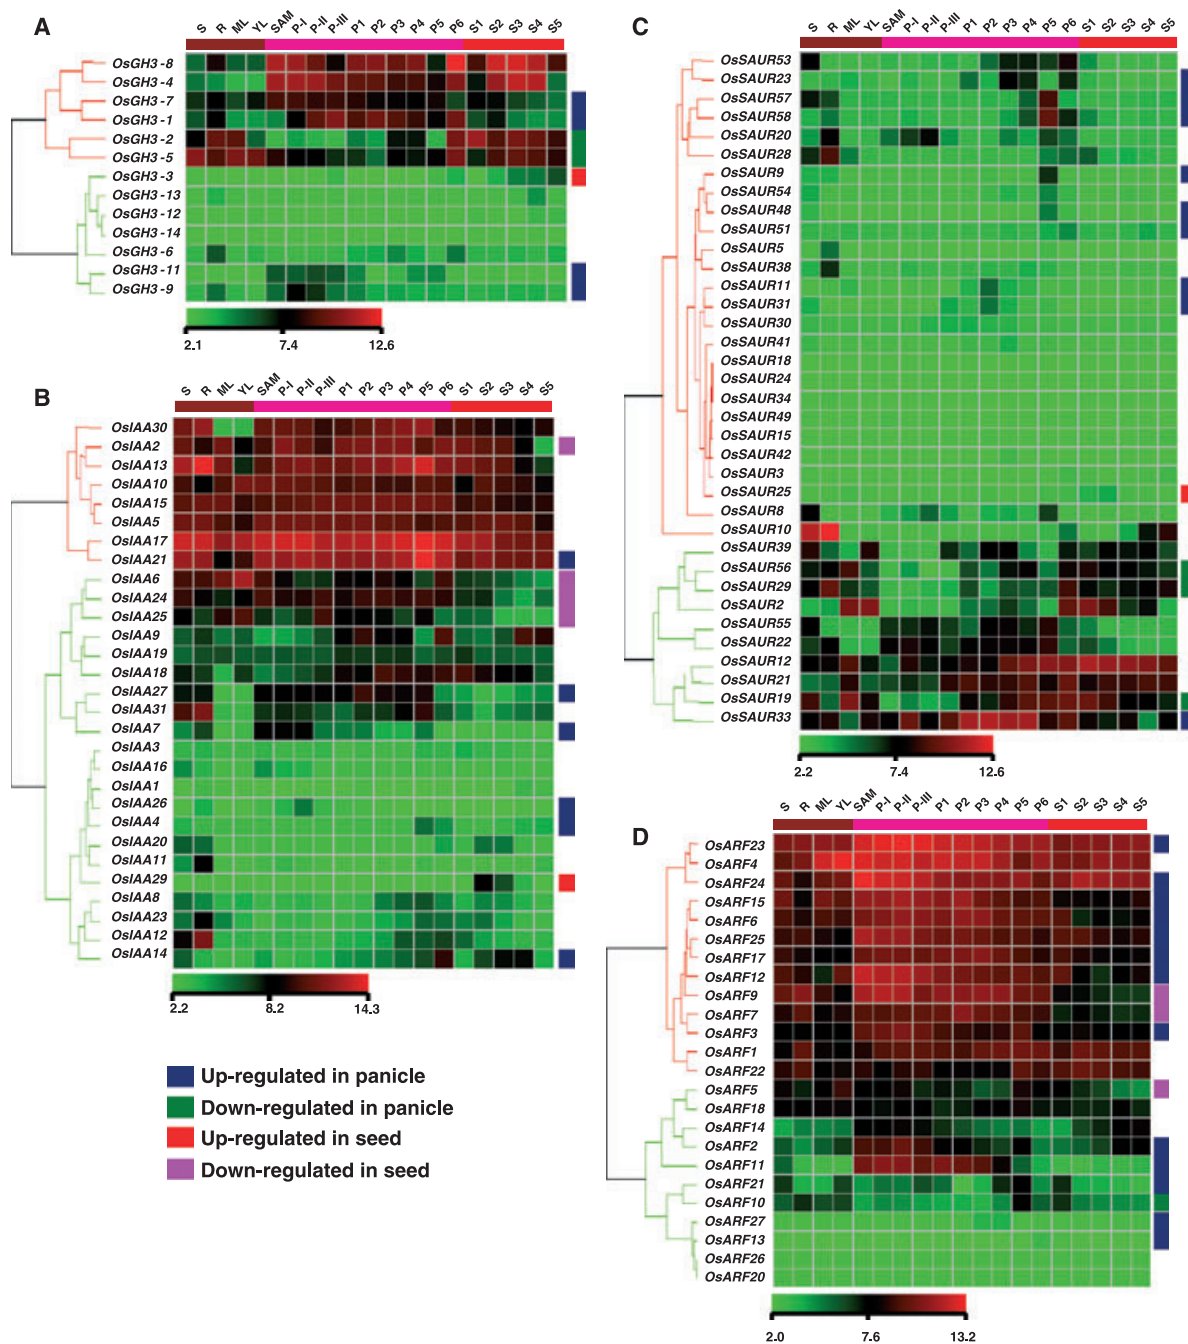 A
S R ML YL SAM P-I P-II P-III P1 P2 P3 P4 P5 P6 S1 S2 S3 S4 S5
OsGH3-8
OsGH3-4
OsGH3-7
OsGH3-1
OsGH3-2
OsGH3-5
OsGH3-3
OsGH3-13
OsGH3-12
OsGH3-14
OsGH3-6
OsGH3-11
OsGH3-9
2.1 7.4 12.6
B
S R ML YL SAM P-I P-II P-III P1 P2 P3 P4 P5 P6 S1 S2 S3 S4 S5
OsIAA30
OsIAA2
OsIAA13
OsIAA10
OsIAA15
OsIAA5
OsIAA17
OsIAA21
OsIAA6
OsIAA24
OsIAA25
OsIAA9
OsIAA19
OsIAA18
OsIAA27
OsIAA31
OsIAA7
OsIAA3
OsIAA16
OsIAA1
OsIAA26
OsIAA4
OsIAA20
OsIAA11
OsIAA29
OsIAA8
OsIAA23
OsIAA12
OsIAA14
2.2 8.2 14.3
Up-regulated in panicle
Down-regulated in panicle
Up-regulated in seed
Down-regulated in seed
C
S R ML YL SAM P-I P-II P-III P1 P2 P3 P4 P5 P6 S1 S2 S3 S4 S5
OsSAUR53
OsSAUR23
OsSAUR57
OsSAUR58
OsSAUR20
OsSAUR28
OsSAUR9
OsSAUR54
OsSAUR48
OsSAUR51
OsSAUR5
OsSAUR38
OsSAUR11
OsSAUR31
OsSAUR30
OsSAUR41
OsSAUR18
OsSAUR24
OsSAUR34
OsSAUR49
OsSAUR15
OsSAUR42
OsSAUR3
OsSAUR25
OsSAUR8
OsSAUR10
OsSAUR39
OsSAUR56
OsSAUR29
OsSAUR2
OsSAUR55
OsSAUR22
OsSAUR12
OsSAUR21
OsSAUR19
OsSAUR33
2.2 7.4 12.6
D
S R ML YL SAM P-I P-II P-III P1 P2 P3 P4 P5 P6 S1 S2 S3 S4 S5
OsARF23
OsARF4
OsARF24
OsARF15
OsARF6
OsARF25
OsARF17
OsARF12
OsARF9
OsARF7
OsARF3
OsARF1
OsARF22
OsARF5
OsARF18
OsARF14
OsARF2
OsARF11
OsARF21
OsARF10
OsARF27
OsARF13
OsARF26
OsARF20
2.0 7.6 13.2